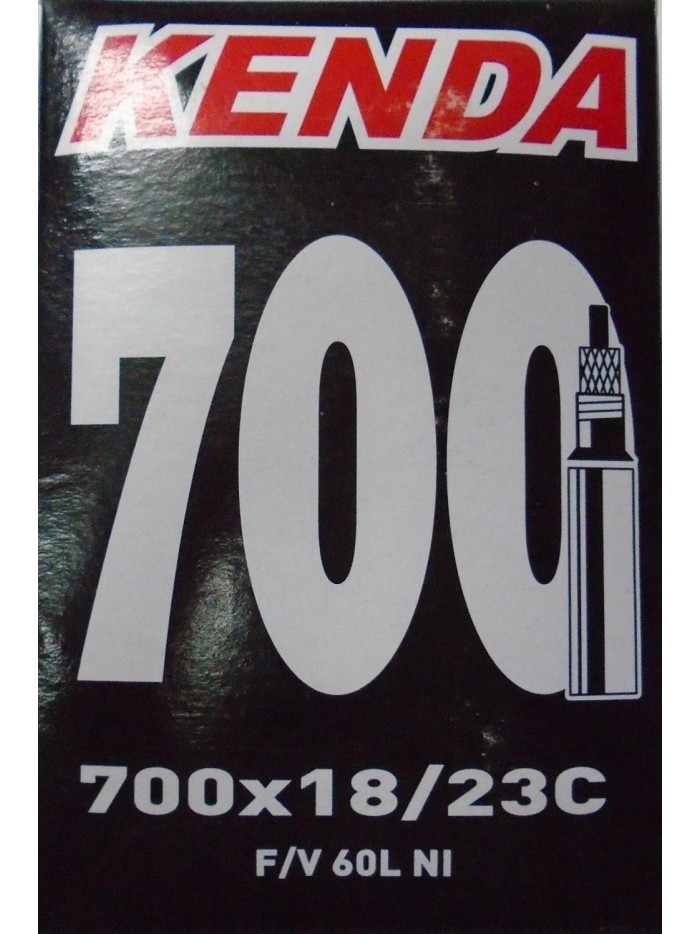 KENDA
700
700x18/23C
F/V 60L NI